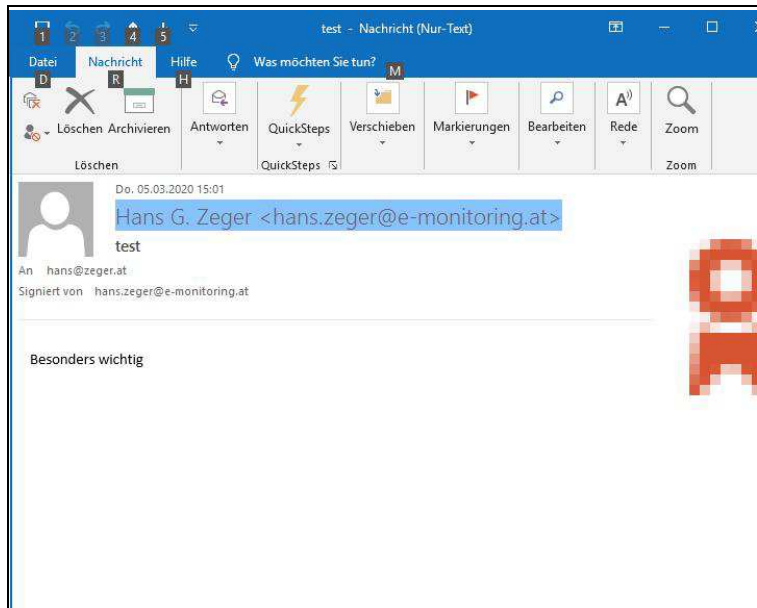 test - Nachricht (Nur-Text)
1 2 3 4 5
Datei Nachricht Hilfe Was möchten Sie tun?
D R H M
Löschen Archivieren Antworten QuickSteps Verschieben Markierungen Bearbeiten A)) Rede Zoom
Löschen QuickSteps Zoom
Do. 05.03.2020 15:01
Hans G. Zeger <hans.zeger@e-monitoring.at>
test
An hans@zeger.at
Signiert von hans.zeger@e-monitoring.at
Besonders wichtig